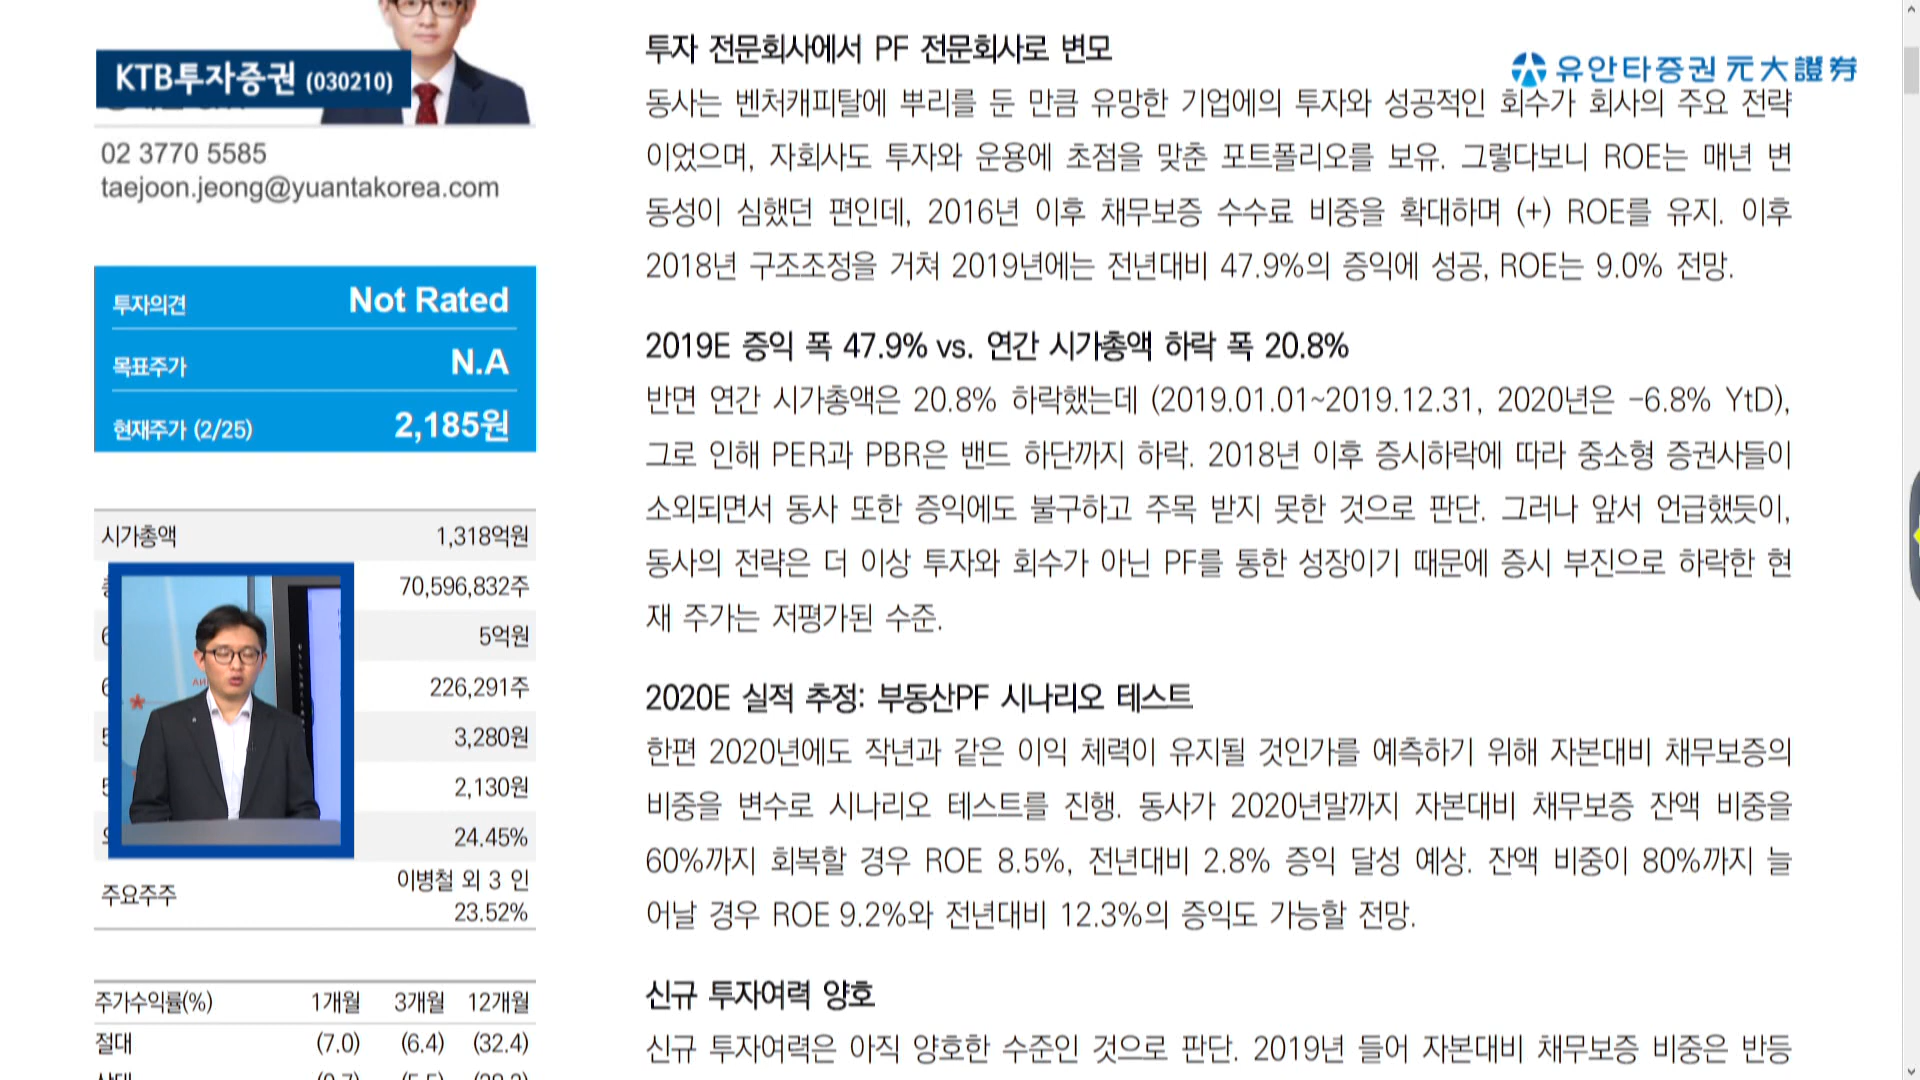 KTB투자증권 (030210)
02 3770 5585
taejoon.jeong@yuantakorea.com
투자의견 Not Rated
목표주가 N.A
현재주가 (2/25) 2,185원
시가총액 1,318억원
70,596,832주
5억원
226,291주
3,280원
2,130원
24.45%
주요주주 이병철 외 3 인
23.52%
주가수익률(%) 1개월 3개월 12개월
절대 (7.0) (6.4) (32.4)
유안타증권 元大證券
투자 전문회사에서 PF 전문회사로 변모
동사는 벤처캐피탈에 뿌리를 둔 만큼 유망한 기업에의 투자와 성공적인 회수가 회사의 주요 전략
이었으며, 자회사도 투자와 운용에 초점을 맞춘 포트폴리오를 보유. 그렇다보니 ROE는 매년 변
동성이 심했던 편인데, 2016년 이후 채무보증 수수료 비중을 확대하며 (+) ROE를 유지. 이후
2018년 구조조정을 거쳐 2019년에는 전년대비 47.9%의 증익에 성공, ROE는 9.0% 전망.
2019E 증익 폭 47.9% vs. 연간 시가총액 하락 폭 20.8%
반면 연간 시가총액은 20.8% 하락했는데 (2019.01.01~2019.12.31, 2020년은 -6.8% YtD),
그로 인해 PER과 PBR은 밴드 하단까지 하락. 2018년 이후 증시하락에 따라 중소형 증권사들이
소외되면서 동사 또한 증익에도 불구하고 주목 받지 못한 것으로 판단. 그러나 앞서 언급했듯이,
동사의 전략은 더 이상 투자와 회수가 아닌 PF를 통한 성장이기 때문에 증시 부진으로 하락한 현
재 주가는 저평가된 수준.
2020E 실적 추정: 부동산PF 시나리오 테스트
한편 2020년에도 작년과 같은 이익 체력이 유지될 것인가를 예측하기 위해 자본대비 채무보증의
비중을 변수로 시나리오 테스트를 진행. 동사가 2020년말까지 자본대비 채무보증 잔액 비중을
60%까지 회복할 경우 ROE 8.5%, 전년대비 2.8% 증익 달성 예상. 잔액 비중이 80%까지 늘
어날 경우 ROE 9.2%와 전년대비 12.3%의 증익도 가능할 전망.
신규 투자여력 양호
신규 투자여력은 아직 양호한 수준인 것으로 판단. 2019년 들어 자본대비 채무보증 비중은 반등